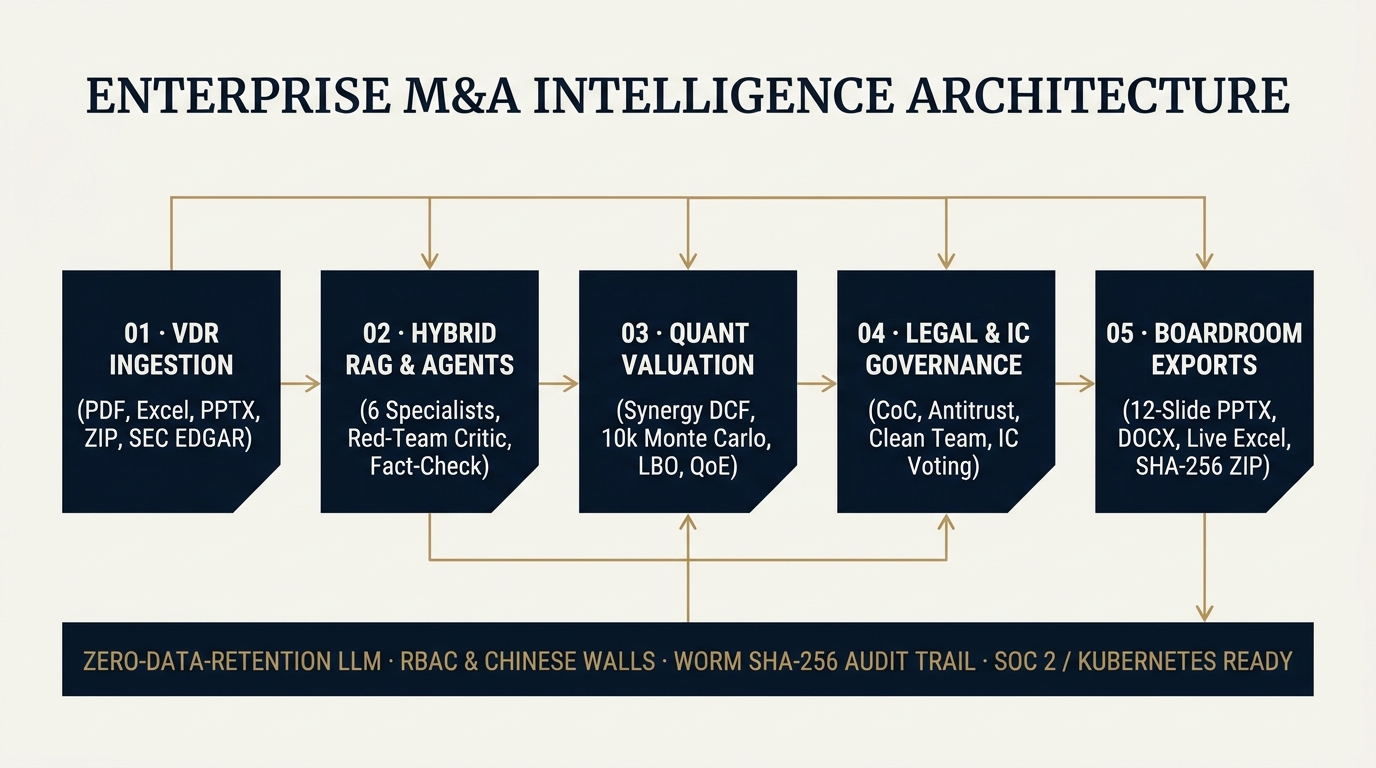 ENTERPRISE M&A INTELLIGENCE ARCHITECTURE
01 · VDR
INGESTION
(PDF, Excel, PPTX,
ZIP, SEC EDGAR)
02 · HYBRID
RAG & AGENTS
(6 Specialists,
Red-Team Critic,
Fact-Check)
03 · QUANT
VALUATION
(Synergy DCF,
10k Monte Carlo,
LBO, QoE)
04 · LEGAL & IC
GOVERNANCE
(CoC, Antitrust,
Clean Team, IC
Voting)
05 · BOARDROOM
EXPORTS
(12-Slide PPTX,
DOCX, Live Excel,
SHA-256 ZIP)
ZERO-DATA-RETENTION LLM · RBAC & CHINESE WALLS · WORM SHA-256 AUDIT TRAIL · SOC 2 / KUBERNETES READY